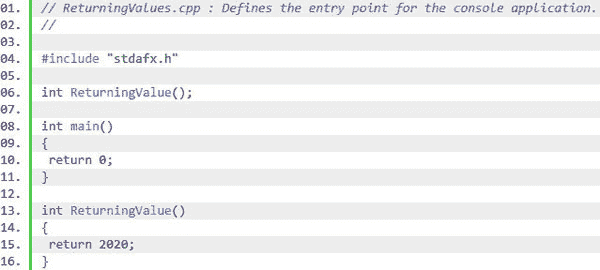 01. // ReturningValues.cpp : Defines the entry point for the console application.
02. //
03.
04. #include "stdafx.h"
05.
06. int ReturningValue();
07.
08. int main()
09. {
10. return 0;
11. }
12.
13. int ReturningValue()
14. {
15. return 2020;
16. }